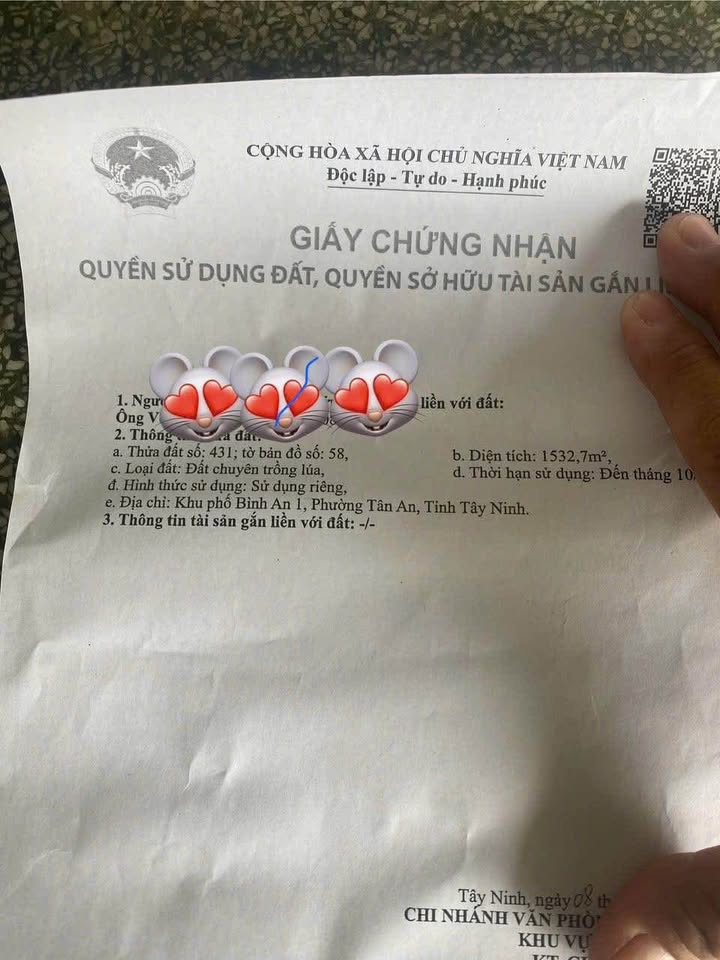 CỘNG HÒA XÃ HỘI CHỦ NGHĨA VIỆT NAM
Độc lập - Tự do - Hạnh phúc
GIẤY CHỨNG NHẬN
QUYỀN SỬ DỤNG ĐẤT, QUYỀN SỞ HỮU TÀI SẢN GẮN
1. liền với đất:
Ông
2. Thông đất:
a. Thửa đất số: 431; tờ bản đồ số: 58, b. Diện tích: 1532,7m²,
c. Loại đất: Đất chuyên trồng lúa, d. Thời hạn sử dụng: Đến tháng 10
đ. Hình thức sử dụng: Sử dụng riêng,
e. Địa chỉ: Khu phố Bình An 1, Phường Tân An, Tỉnh Tây Ninh.
3. Thông tin tài sản gắn liền với đất: -/-
Tây Ninh, ngày 08
CHI NHÁNH VĂN
KHU